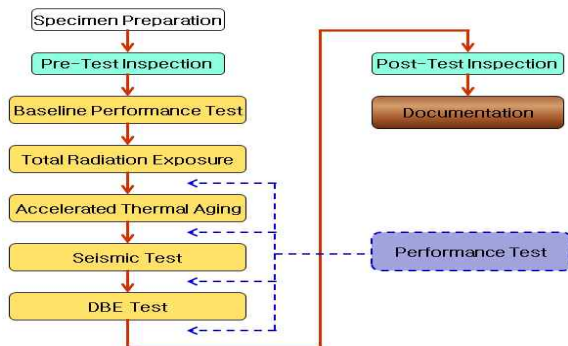 Specimen Preparation
Pre-Test Inspection
Baseline Performance Test
Total Radiation Exposure
Accelerated Thermal Aging
Seismic Test
DBE Test
Post-Test Inspection
Documentation
Performance Test